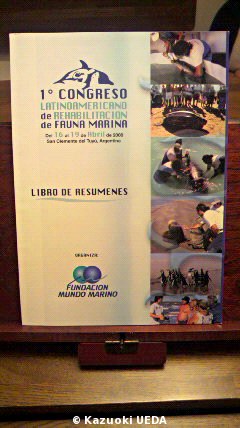 1° CONGRESO
LATINOAMERICANO
de REHABILITACION
de FAUNA MARINA
Del 16 al 19 de Abril de 2008
San Clemente del Tuyú, Argentina
LIBRO DE RESUMENES
ORGANIZA:
FUNDACION
MUNDO MARINO
© Kazuoki UEDA